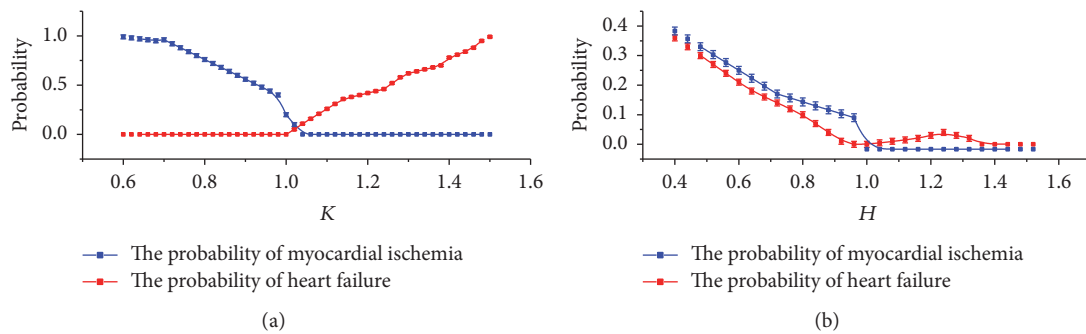 Probability
1.0
0.5
0.0
0.6 0.8 1.0 1.2 1.4 1.6
K
The probability of myocardial ischemia
The probability of heart failure
(a)
Probability
0.4
0.3
0.2
0.1
0.0
0.4 0.6 0.8 1.0 1.2 1.4 1.6
H
The probability of myocardial ischemia
The probability of heart failure
(b)